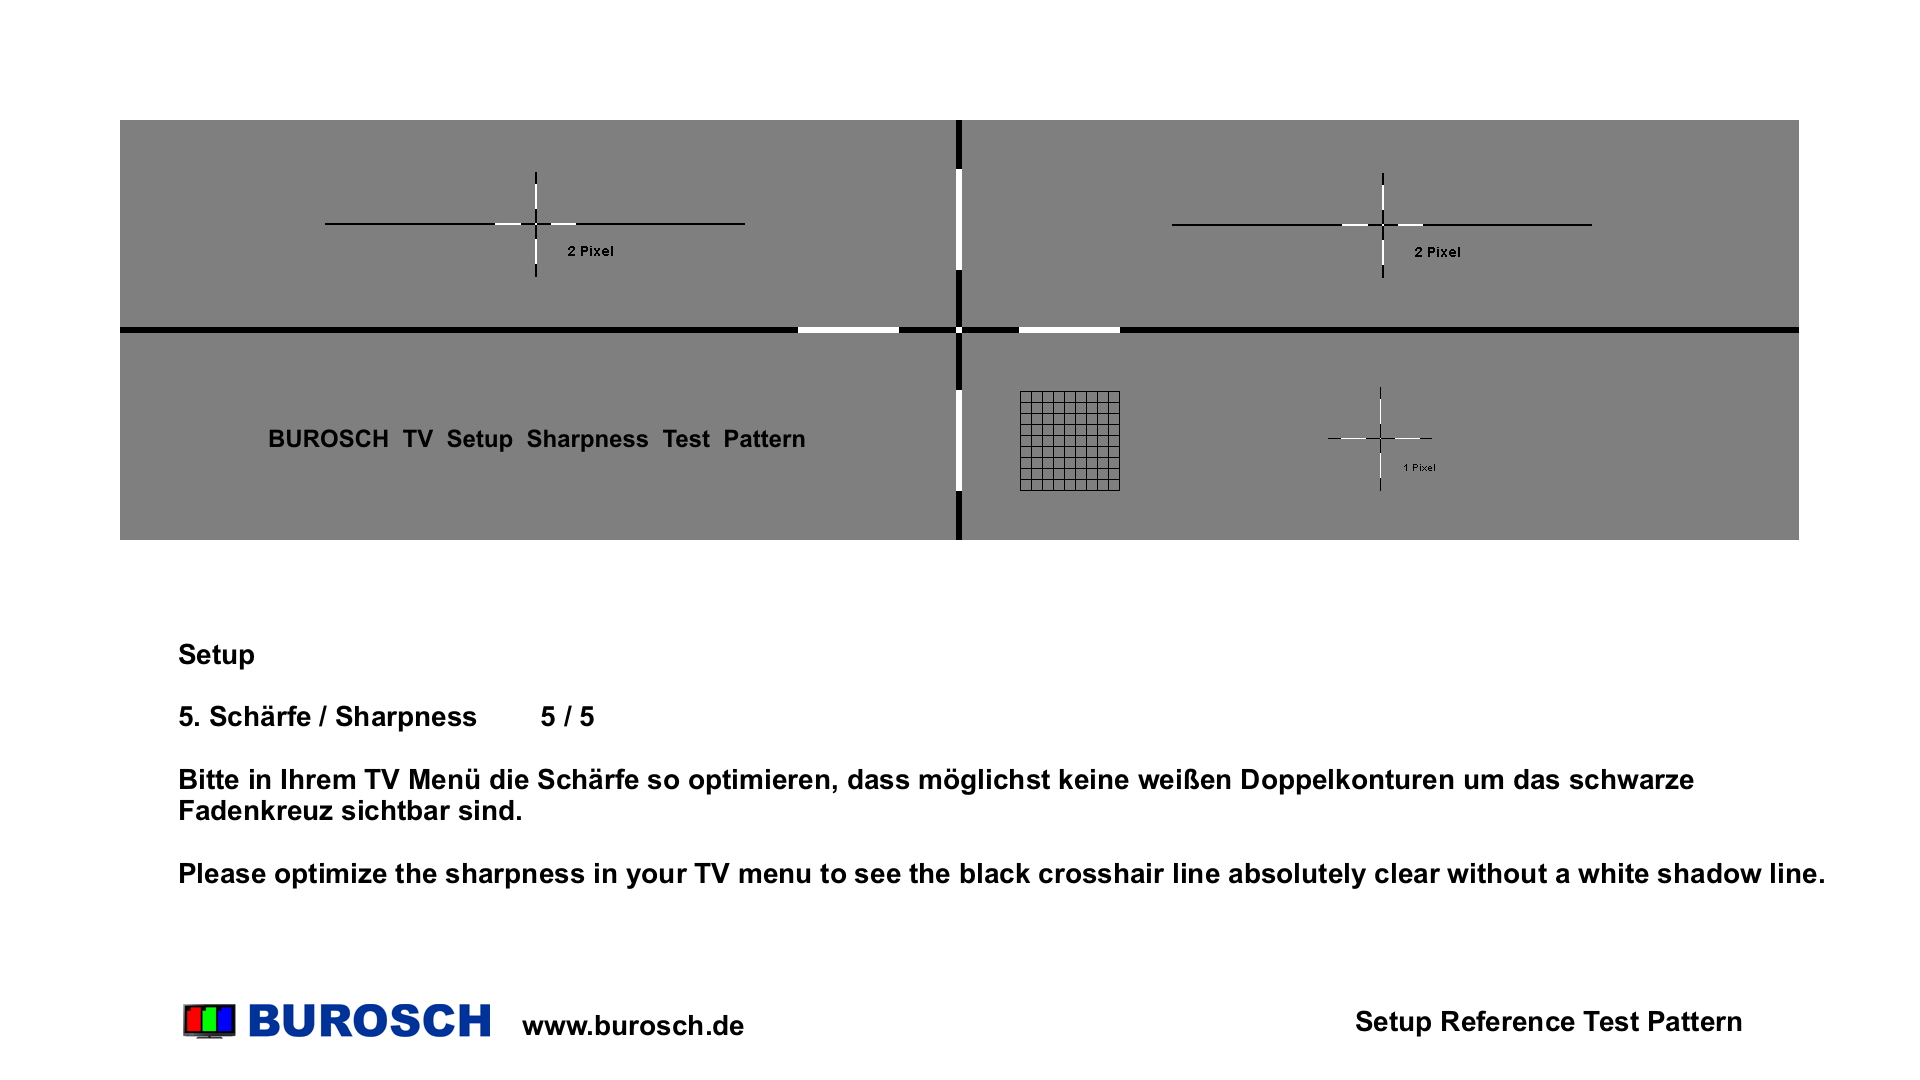 2 Pixel
2 Pixel
BUROSCH TV Setup Sharpness Test Pattern
1 Pixel
Setup
5. Schärfe / Sharpness 5 / 5
Bitte in Ihrem TV Menü die Schärfe so optimieren, dass möglichst keine weißen Doppelkonturen um das schwarze
Fadenkreuz sichtbar sind.
Please optimize the sharpness in your TV menu to see the black crosshair line absolutely clear without a white shadow line.
BUROSCH www.burosch.de
Setup Reference Test Pattern